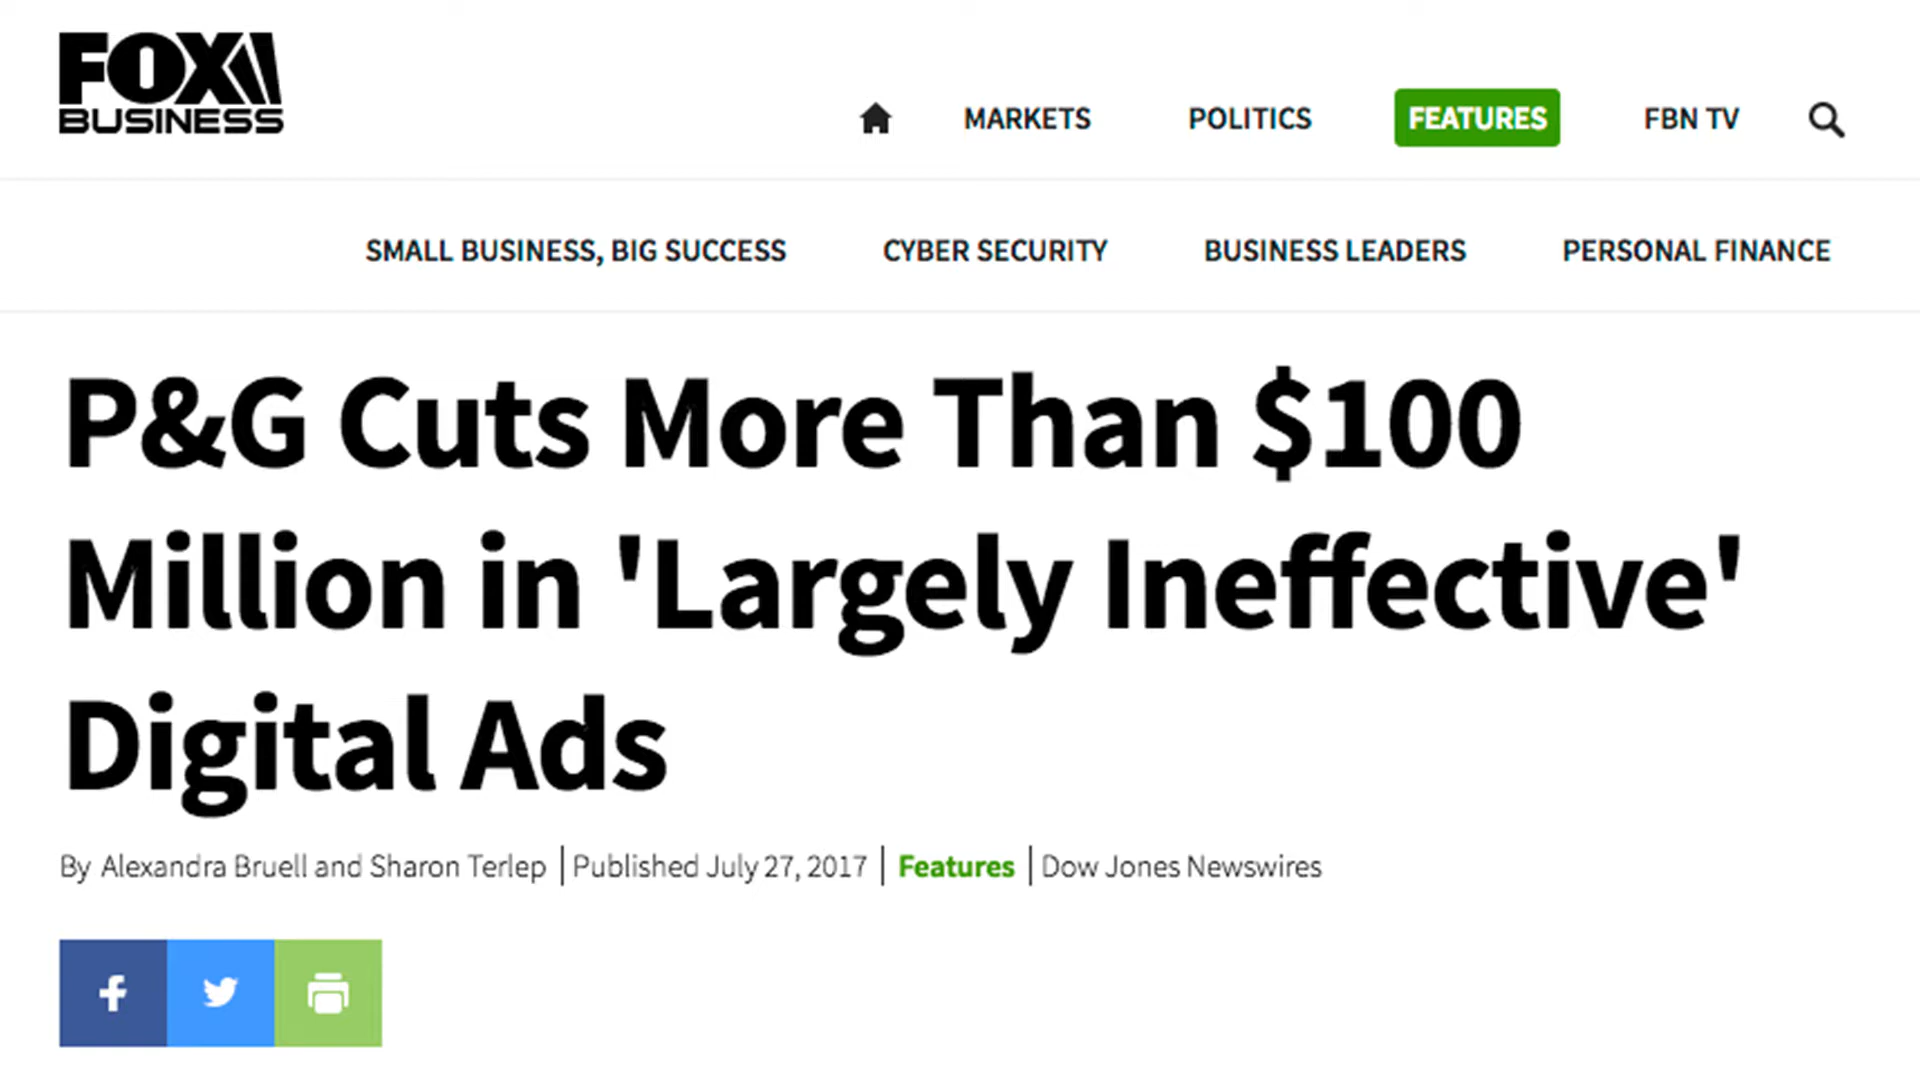 FOX
BUSINESS
MARKETS POLITICS FEATURES FBN TV
SMALL BUSINESS, BIG SUCCESS CYBER SECURITY BUSINESS LEADERS PERSONAL FINANCE
P&G Cuts More Than $100
Million in 'Largely Ineffective'
Digital Ads
By Alexandra Bruell and Sharon Terlep | Published July 27, 2017 | Features | Dow Jones Newswires